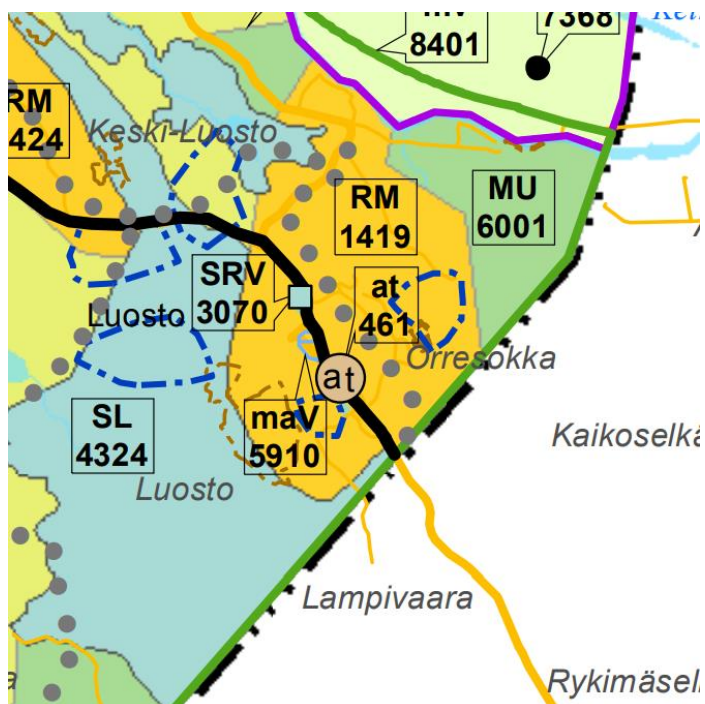 8401
7368
RM
424
Keski-Luosto
MU
6001
RM
1419
SRV
3070
at
461
Luosto
Orresokka
at
SL
4324
maV
5910
Kaikoselkä
Luosto
Lampivaara
Rykimäsel